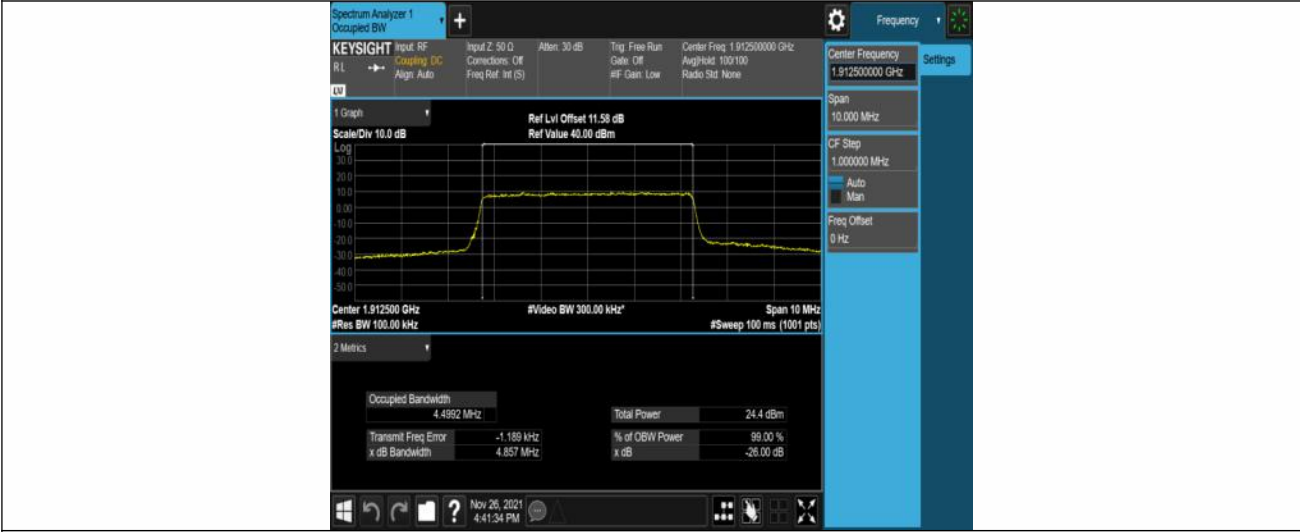 Spectrum Analyzer 1
Occupied BW
+
Frequency
KEYSIGHT
RL
LV
Input: RF
Coupling: DC
Align: Auto
Input Z: 50 Ω
Corrections: Off
Freq Ref: Int (S)
Atten: 30 dB
Trig: Free Run
Gate: Off
#IF Gain: Low
Center Freq: 1.912500000 GHz
Avg|Hold: 100/100
Radio Std: None
Center Frequency
1.912500000 GHz
Settings
Span
10.000 MHz
CF Step
1.000000 MHz
Auto
Man
Freq Offset
0 Hz
1 Graph
Scale/Div 10.0 dB
Ref Lvl Offset 11.58 dB
Ref Value 40.00 dBm
Log
30.0
20.0
10.0
0.00
-10.0
-20.0
-30.0
-40.0
-50.0
Center 1.912500 GHz
#Res BW 100.00 kHz
#Video BW 300.00 kHz*
Span 10 MHz
#Sweep 100 ms (1001 pts)
2 Metrics
Occupied Bandwidth
4.4992 MHz
Transmit Freq Error -1.189 kHz
x dB Bandwidth 4.857 MHz
Total Power 24.4 dBm
% of OBW Power 99.00 %
x dB -26.00 dB
?
Nov 26, 2021
4:41:34 PM